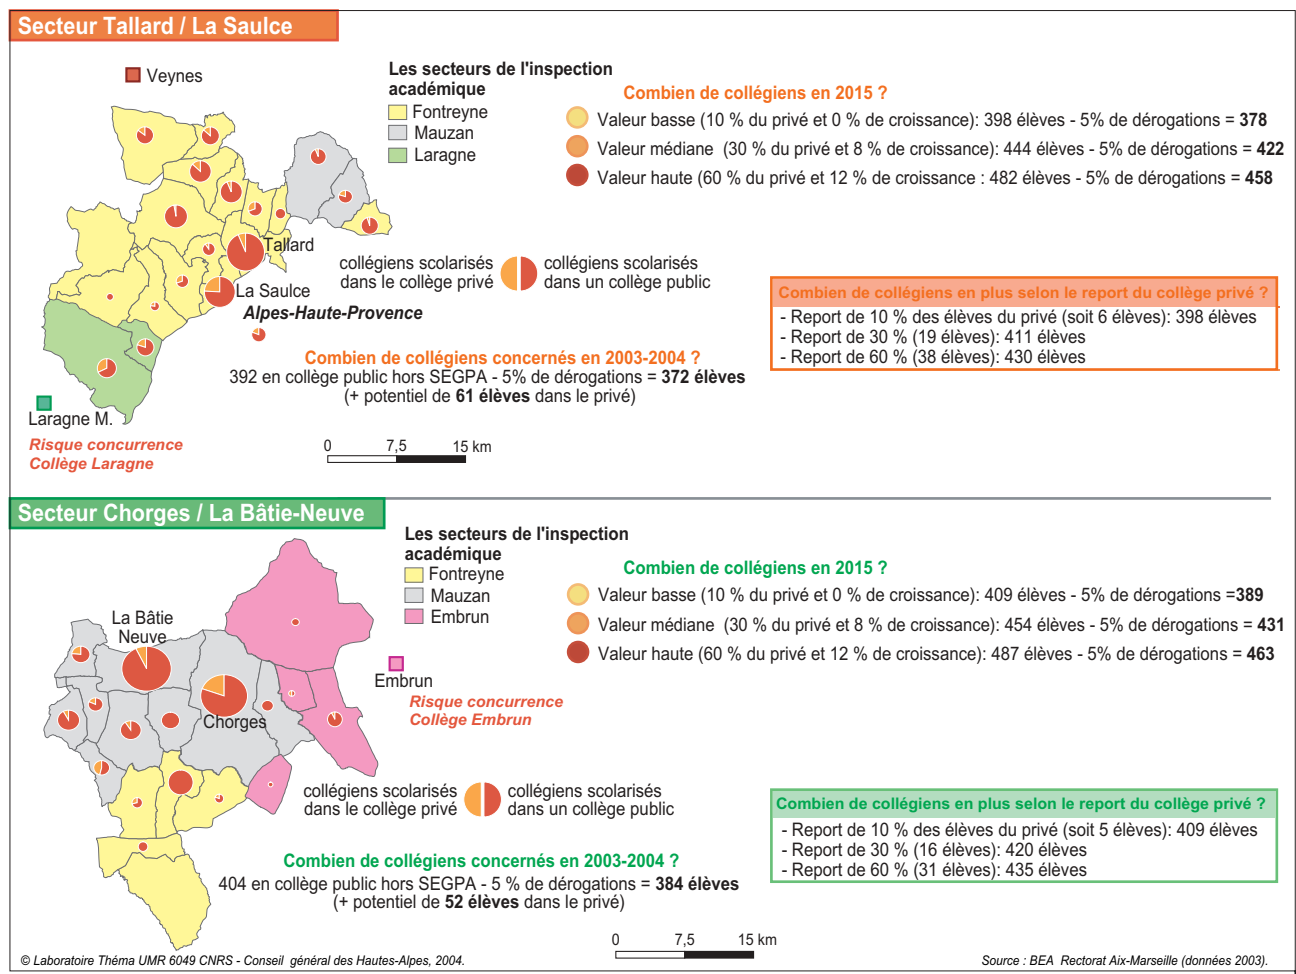 Secteur Tallard / La Saulce
Veynes
Les secteurs de l'inspection
académique
Fontreyne
Mauzan
Laragne
Combien de collégiens en 2015 ?
Valeur basse (10 % du privé et 0 % de croissance): 398 élèves - 5% de dérogations = 378
Valeur médiane (30 % du privé et 8 % de croissance): 444 élèves - 5% de dérogations = 422
Valeur haute (60 % du privé et 12 % de croissance : 482 élèves - 5% de dérogations = 458
Tallard
La Saulce
Alpes-Haute-Provence
collégiens scolarisés
dans le collège privé
collégiens scolarisés
dans un collège public
Combien de collégiens en plus selon le report du collège privé ?
- Report de 10 % des élèves du privé (soit 6 élèves): 398 élèves
- Report de 30 % (19 élèves): 411 élèves
- Report de 60 % (38 élèves): 430 élèves
Combien de collégiens concernés en 2003-2004 ?
392 en collège public hors SEGPA - 5% de dérogations = 372 élèves
(+ potentiel de 61 élèves dans le privé)
Laragne M.
Risque concurrence
Collège Laragne
0 7,5 15 km
Secteur Chorges / La Bâtie-Neuve
Les secteurs de l'inspection
académique
Fontreyne
Mauzan
Embrun
Combien de collégiens en 2015 ?
Valeur basse (10 % du privé et 0 % de croissance): 409 élèves - 5% de dérogations =389
Valeur médiane (30 % du privé et 8 % de croissance): 454 élèves - 5% de dérogations = 431
Valeur haute (60 % du privé et 12 % de croissance): 487 élèves - 5% de dérogations = 463
La Bâtie
Neuve
Chorges
Embrun
Risque concurrence
Collège Embrun
collégiens scolarisés
dans le collège privé
collégiens scolarisés
dans un collège public
Combien de collégiens en plus selon le report du collège privé ?
- Report de 10 % des élèves du privé (soit 5 élèves): 409 élèves
- Report de 30 % (16 élèves): 420 élèves
- Report de 60 % (31 élèves): 435 élèves
Combien de collégiens concernés en 2003-2004 ?
404 en collège public hors SEGPA - 5 % de dérogations = 384 élèves
(+ potentiel de 52 élèves dans le privé)
0 7,5 15 km
© Laboratoire Théma UMR 6049 CNRS - Conseil général des Hautes-Alpes, 2004.
Source : BEA Rectorat Aix-Marseille (données 2003).